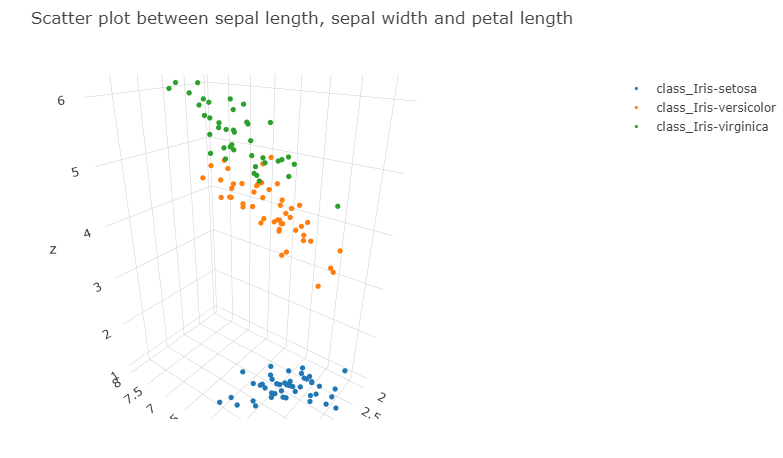 Scatter plot between sepal length, sepal width and petal length
class_Iris-setosa
class_Iris-versicolor
class_Iris-virginica
6
5
4
z
3
2
1
8
7.5
7
2
2.5